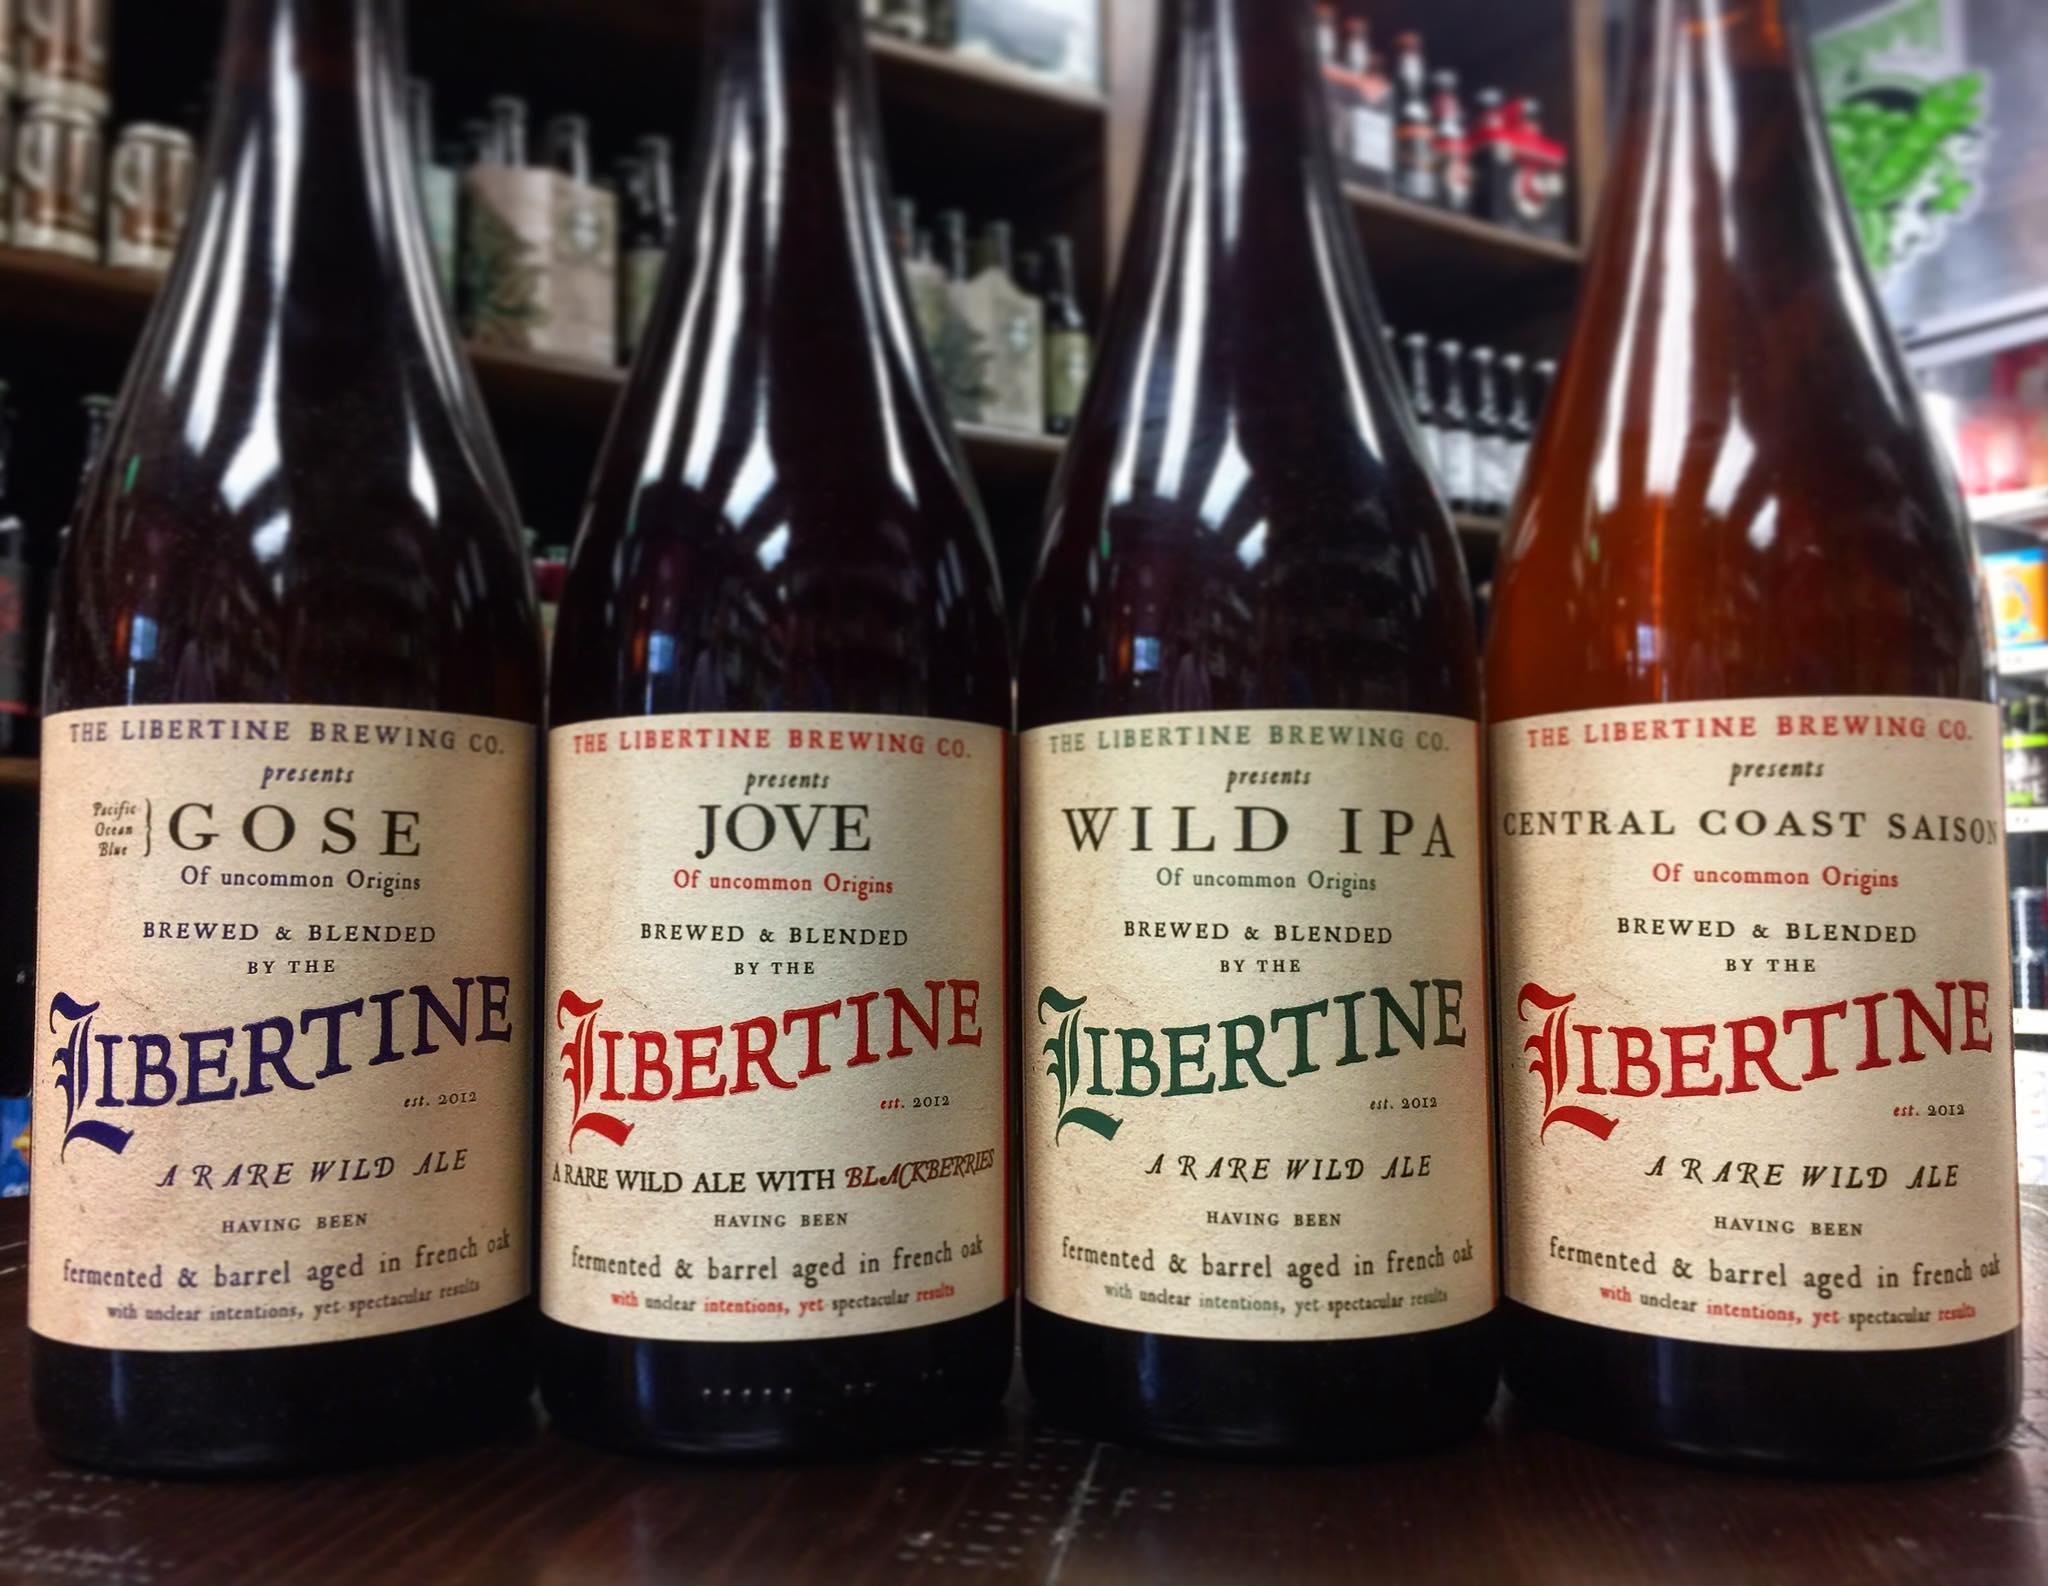 THE LIBERTINE BREWING CO.
presents
Pacific
Ocean
Blue
GOSE
Of uncommon Origins
BREWED & BLENDED
BY THE
LIBERTINE
est. 2012
A RARE WILD ALE
HAVING BEEN
fermented & barrel aged in french oak
with unclear intentions, yet spectacular results
THE LIBERTINE BREWING CO.
presents
JOVE
Of uncommon Origins
BREWED & BLENDED
BY THE
LIBERTINE
est. 2012
A RARE WILD ALE WITH BLACKBERRIES
HAVING BEEN
fermented & barrel aged in french oak
with unclear intentions, yet spectacular results
THE LIBERTINE BREWING CO.
presents
WILD IPA
Of uncommon Origins
BREWED & BLENDED
BY THE
LIBERTINE
est. 2012
A RARE WILD ALE
HAVING BEEN
fermented & barrel aged in french oak
with unclear intentions, yet spectacular results
THE LIBERTINE BREWING CO.
presents
CENTRAL COAST SAISON
Of uncommon Origins
BREWED & BLENDED
BY THE
LIBERTINE
est. 2012
A RARE WILD ALE
HAVING BEEN
fermented & barrel aged in french oak
with unclear intentions, yet spectacular results